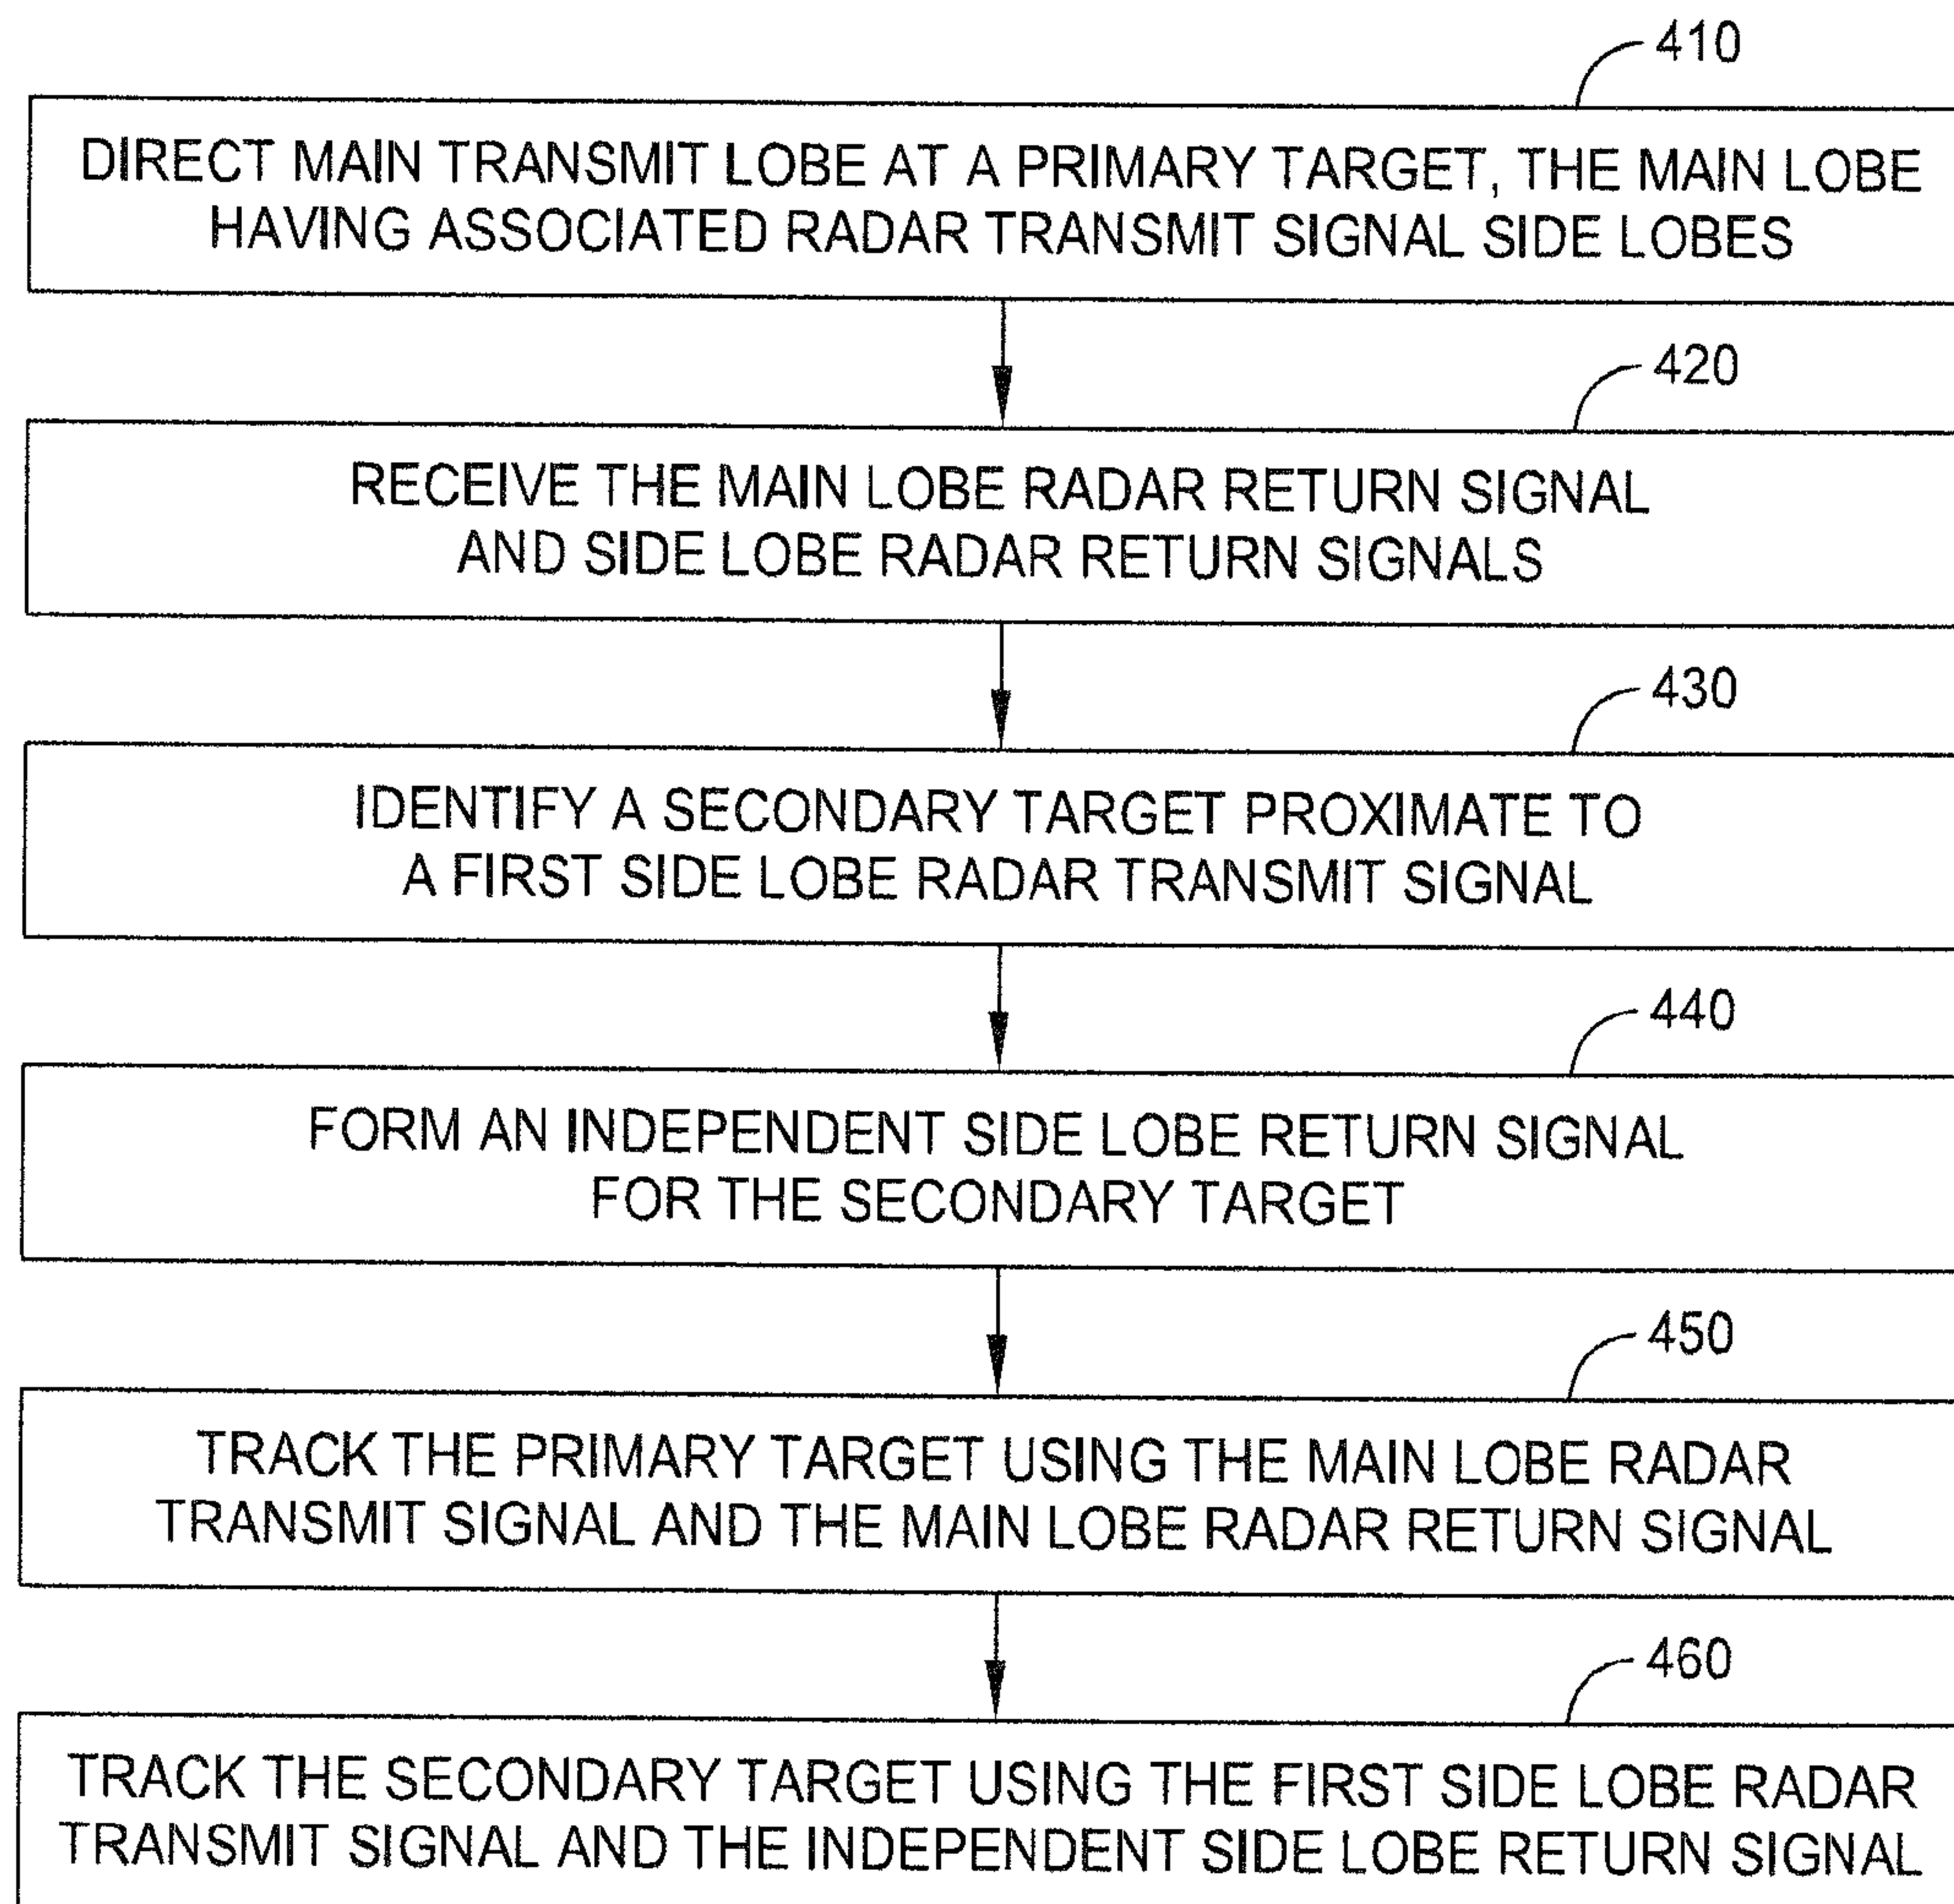 410
DIRECT MAIN TRANSMIT LOBE AT A PRIMARY TARGET, THE MAIN LOBE
HAVING ASSOCIATED RADAR TRANSMIT SIGNAL SIDE LOBES
420
RECEIVE THE MAIN LOBE RADAR RETURN SIGNAL
AND SIDE LOBE RADAR RETURN SIGNALS
430
IDENTIFY A SECONDARY TARGET PROXIMATE TO
A FIRST SIDE LOBE RADAR TRANSMIT SIGNAL
440
FORM AN INDEPENDENT SIDE LOBE RETURN SIGNAL
FOR THE SECONDARY TARGET
450
TRACK THE PRIMARY TARGET USING THE MAIN LOBE RADAR
TRANSMIT SIGNAL AND THE MAIN LOBE RADAR RETURN SIGNAL
460
TRACK THE SECONDARY TARGET USING THE FIRST SIDE LOBE RADAR
TRANSMIT SIGNAL AND THE INDEPENDENT SIDE LOBE RETURN SIGNAL